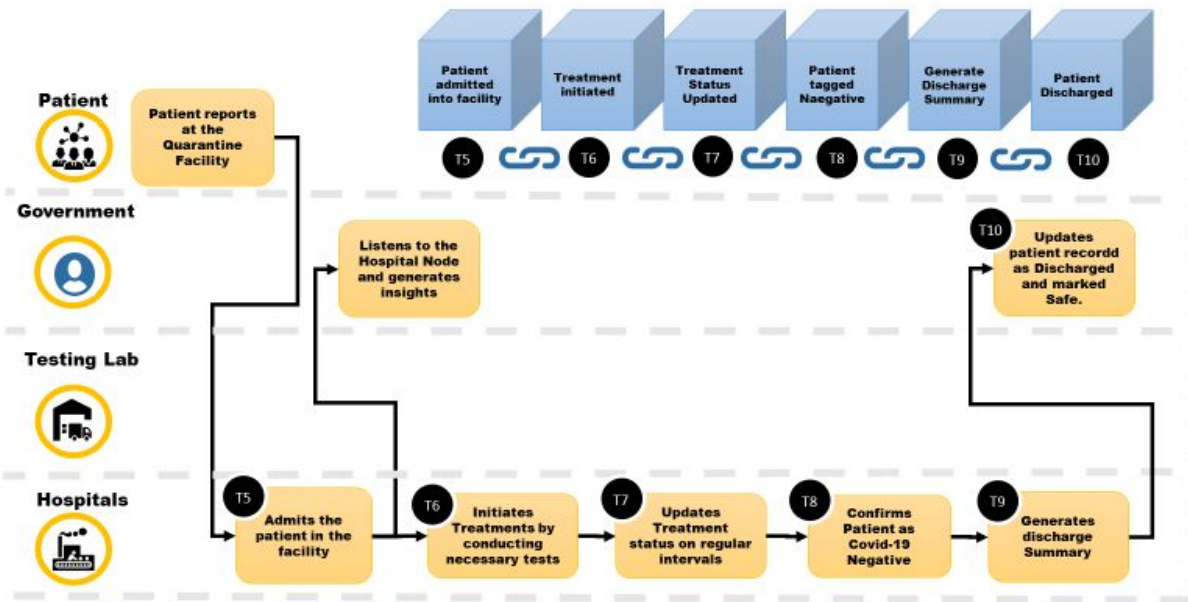 Patient
admitted
into facility
Treatment
initiated
Treatment
Status
Updated
Patient
tagged
Naegative
Generate
Discharge
Summary
Patient
Discharged
T5
T6
T7
T8
T9
T10
Patient
Patient reports
at the
Quarantine
Facility
Government
Listens to the
Hospital Node
and generates
insights
T10
Updates
patient recordd
as Discharged
and marked
Safe.
Testing Lab
Hospitals
T5
Admits the
patient in the
facility
T6
Initiates
Treatments by
conducting
necessary tests
T7
Updates
Treatment
status on regular
intervals
T8
Confirms
Patient as
Covid-19
Negative
T9
Generates
discharge
Summary